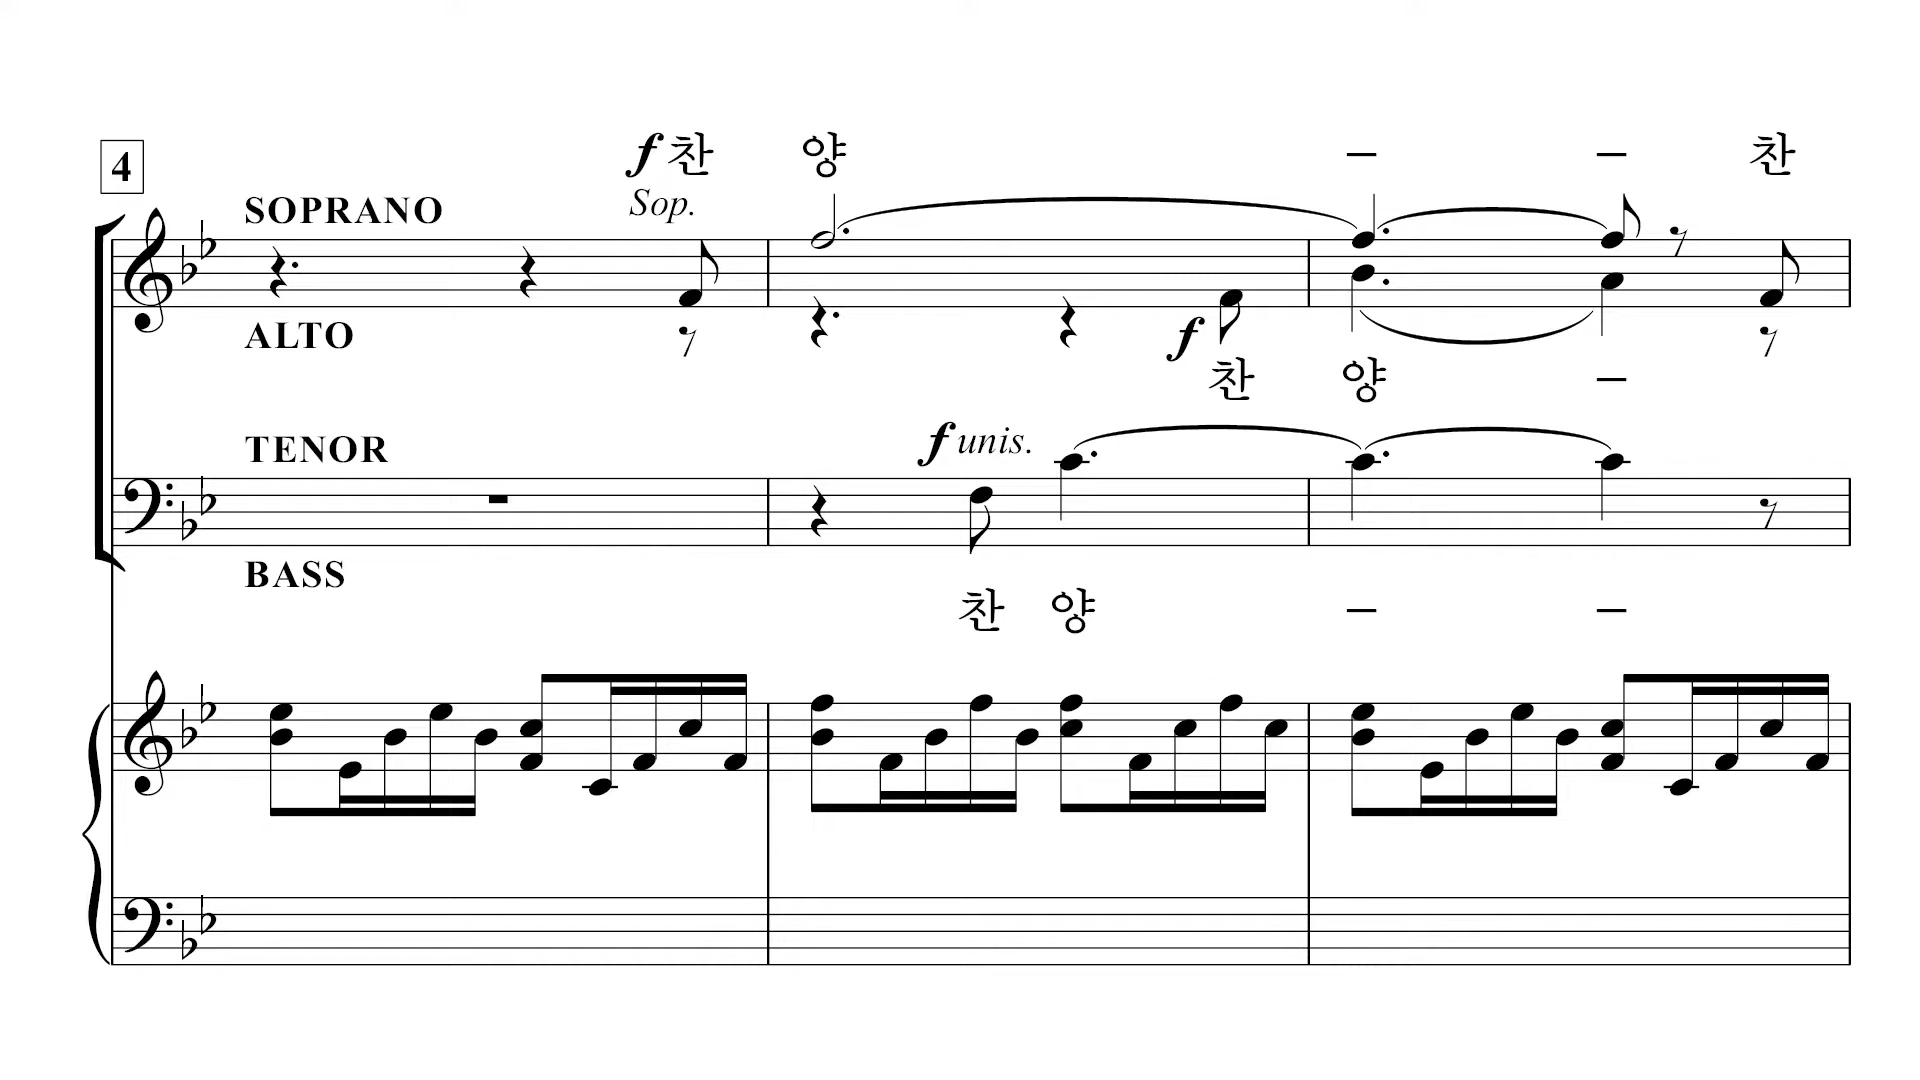 f 찬 양 – – 찬
4
SOPRANO Sop.
ALTO f
찬 양 –
TENOR f unis.
BASS
찬 양 – –